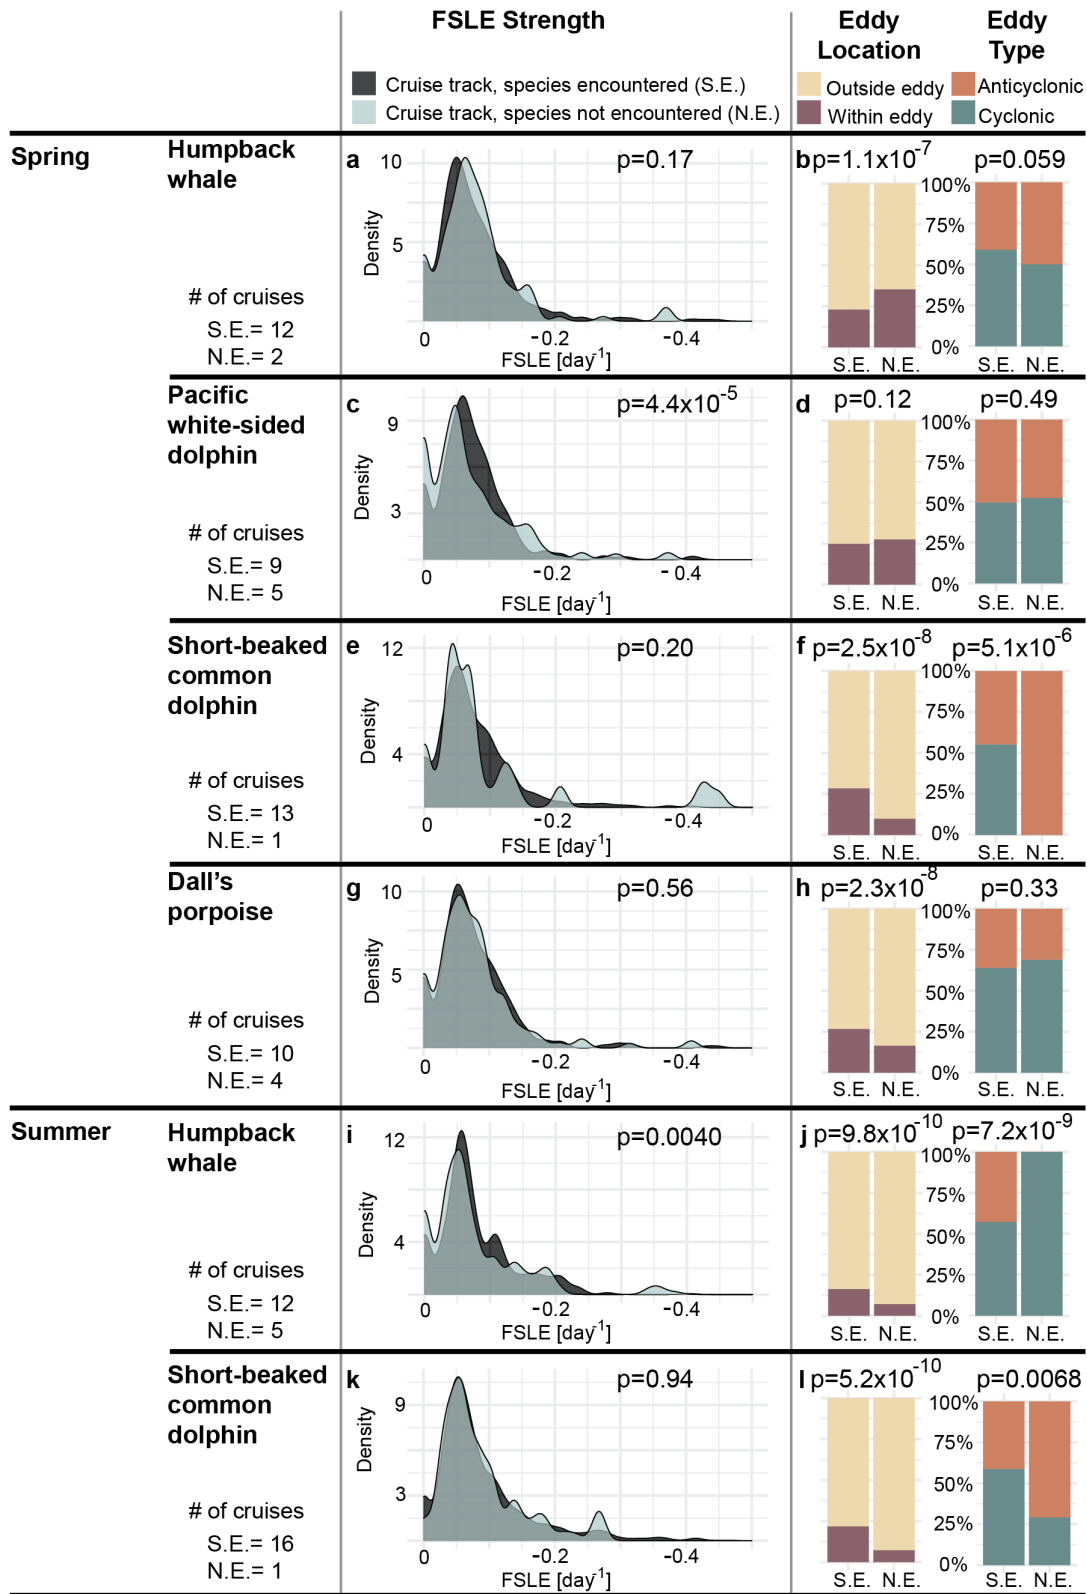 FSLE Strength
Eddy Location
Eddy Type
Cruise track, species encountered (S.E.)
Cruise track, species not encountered (N.E.)
Outside eddy
Within eddy
Anticyclonic
Cyclonic
Spring
Humpback
whale
# of cruises
S.E.= 12
N.E.= 2
a
p=0.17
Density
10
5
0
-0.2
-0.4
FSLE [day⁻¹]
b
p=1.1x10⁻⁷
p=0.059
100%
75%
50%
25%
0%
S.E. N.E.
S.E. N.E.
Pacific
white-sided
dolphin
# of cruises
S.E.= 9
N.E.= 5
c
p=4.4x10⁻⁵
Density
9
3
0
-0.2
-0.4
FSLE [day⁻¹]
d
p=0.12
p=0.49
100%
75%
50%
25%
0%
S.E. N.E.
S.E. N.E.
Short-beaked
common
dolphin
# of cruises
S.E.= 13
N.E.= 1
e
p=0.20
Density
12
4
0
-0.2
-0.4
FSLE [day⁻¹]
f
p=2.5x10⁻⁸
p=5.1x10⁻⁶
100%
75%
50%
25%
0%
S.E. N.E.
S.E. N.E.
Dall's
porpoise
# of cruises
S.E.= 10
N.E.= 4
g
p=0.56
Density
10
5
0
-0.2
-0.4
FSLE [day⁻¹]
h
p=2.3x10⁻⁸
p=0.33
100%
75%
50%
25%
0%
S.E. N.E.
S.E. N.E.
Summer
Humpback
whale
# of cruises
S.E.= 12
N.E.= 5
i
p=0.0040
Density
12
4
0
-0.2
-0.4
FSLE [day⁻¹]
j
p=9.8x10⁻¹⁰
p=7.2x10⁻⁹
100%
75%
50%
25%
0%
S.E. N.E.
S.E. N.E.
Short-beaked
common
dolphin
# of cruises
S.E.= 16
N.E.= 1
k
p=0.94
Density
9
3
0
-0.2
-0.4
FSLE [day⁻¹]
l
p=5.2x10⁻¹⁰
p=0.0068
100%
75%
50%
25%
0%
S.E. N.E.
S.E. N.E.